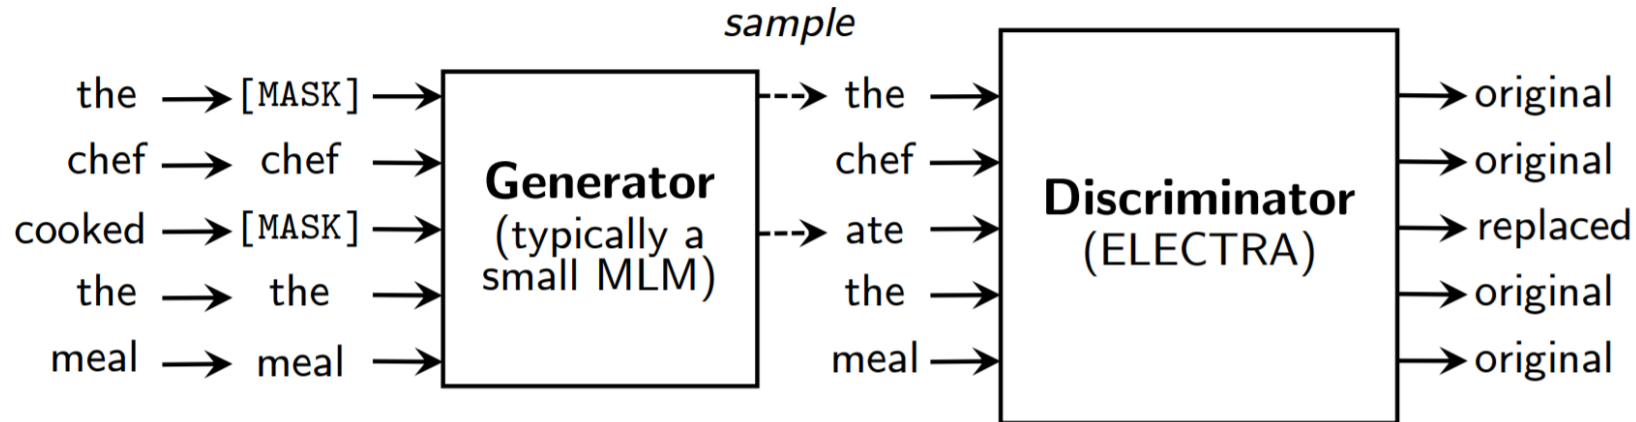 sample
the [MASK] the original
chef chef chef original
cooked [MASK] ate replaced
the the the original
meal meal meal original
Generator
(typically a
small MLM)
Discriminator
(ELECTRA)